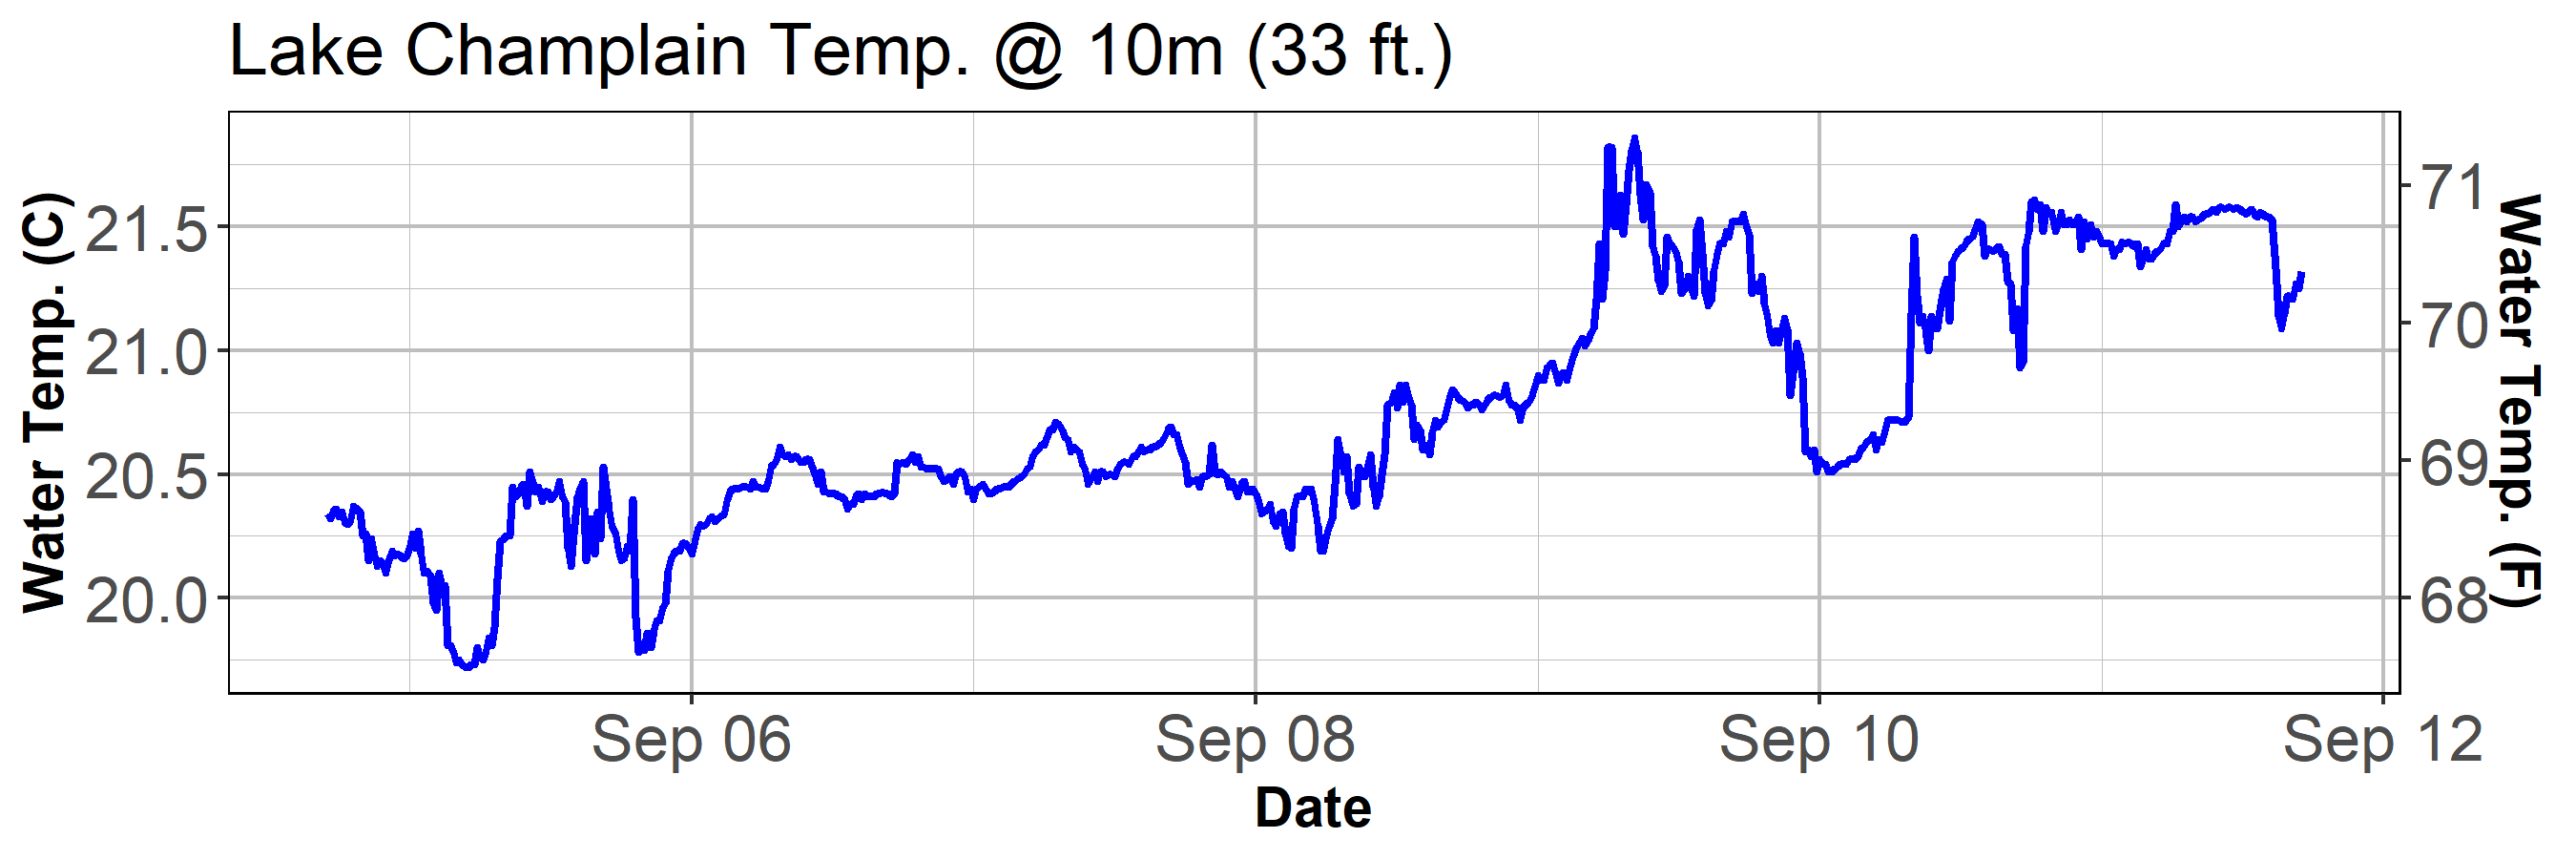 Lake Champlain Temp. @ 10m (33 ft.)
Water Temp. (C)
21.5
21.0
20.5
20.0
71
70
69
68
Water Temp. (F)
Sep 06
Sep 08
Sep 10
Sep 12
Date